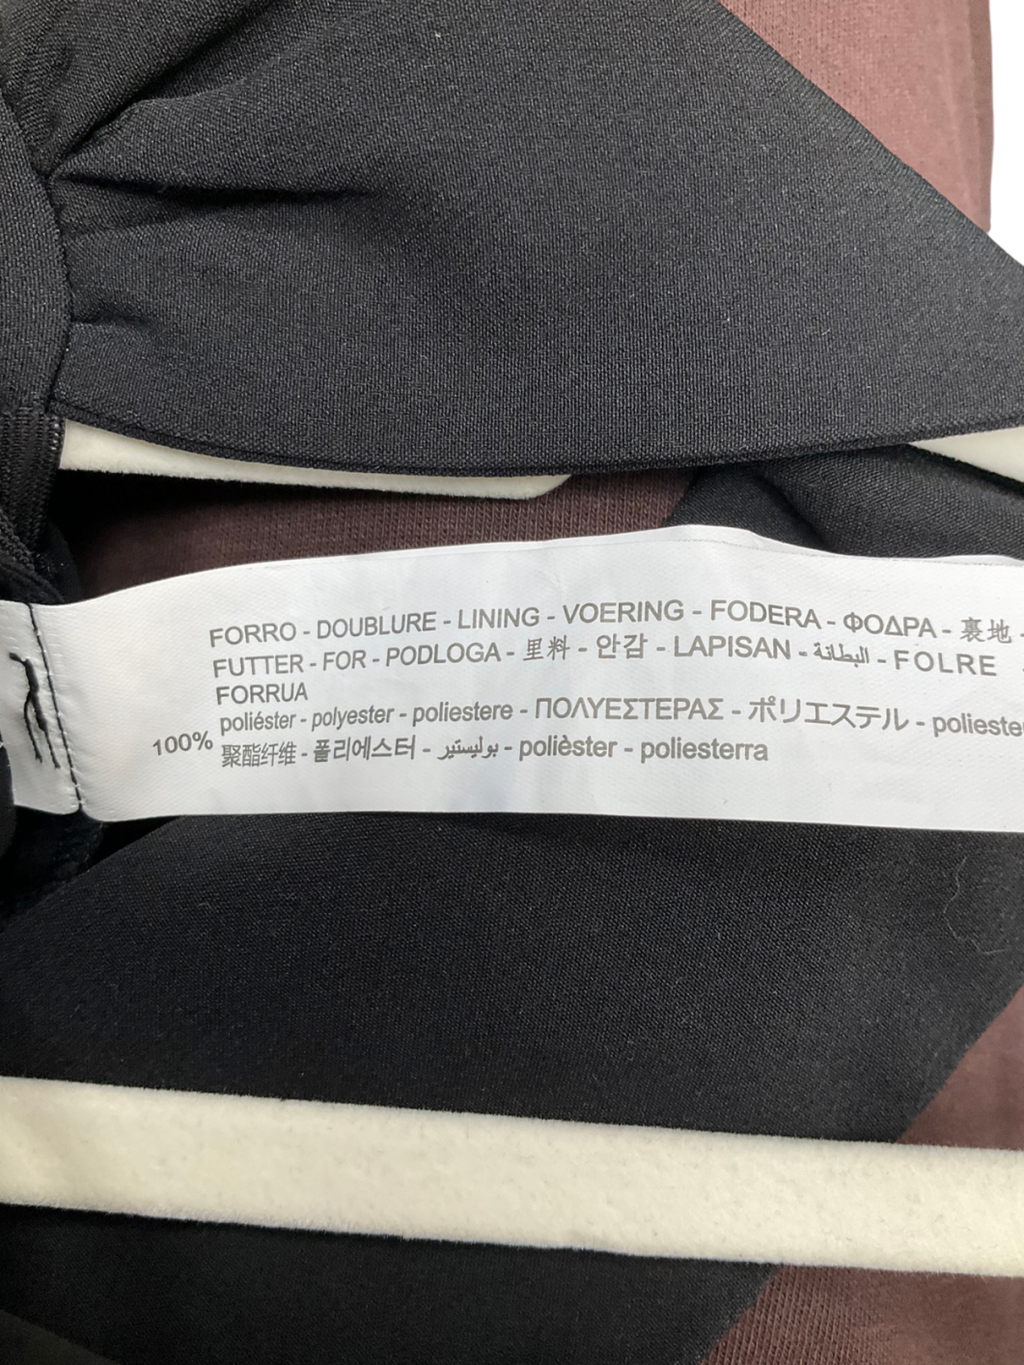 FORRO - DOUBLURE - LINING - VOERING - FODERA - ΦΟΔΡΑ - 裏地 -
FUTTER - FOR - PODLOGA - 里料 - 안감 - LAPISAN - البطانة - FOLRE
FORRUA
100% poliéster - polyester - poliestere - ΠΟΛΥΕΣΤΕΡΑΣ - ポリエステル -
聚酯纤维 - 폴리에스터 - بوليستير - polièster - poliesterra